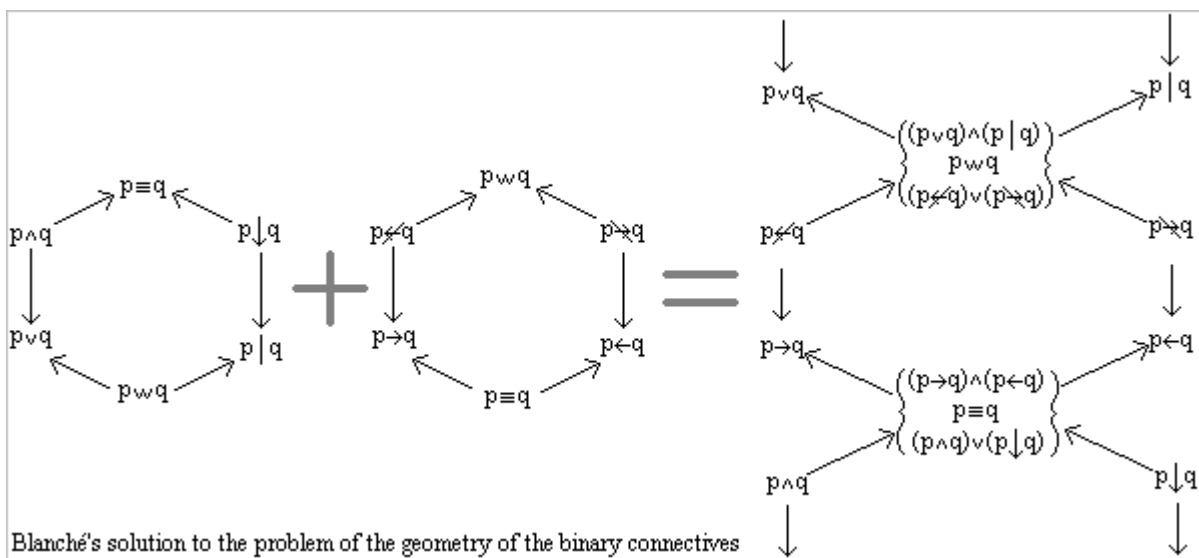 p≡q
p∧q p↓q
p∨q p|q
pwq
+
pwq
p↚q p↛q
p→q p←q
p≡q
=
p∨q p|q
((p∨q)∧(p|q))
pwq
((p↚q)∨(p↛q))
p↚q p↛q
p→q p←q
((p→q)∧(p←q))
p≡q
((p∧q)∨(p↓q))
p∧q p↓q
Blanché's solution to the problem of the geometry of the binary connectives